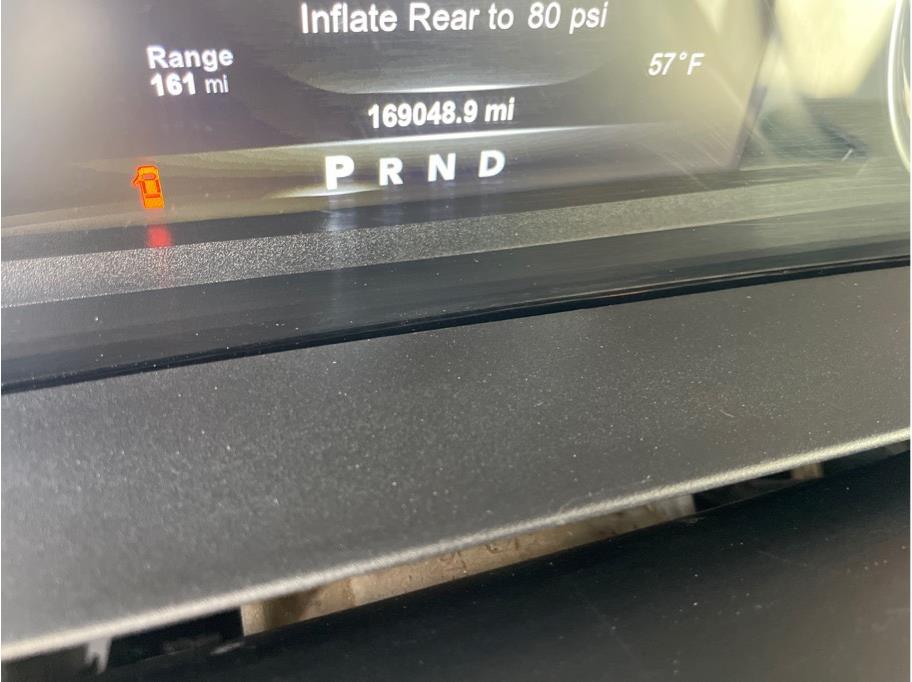 Inflate Rear to 80 psi
Range
161 mi
57°F
169048.9 mi
P R N D